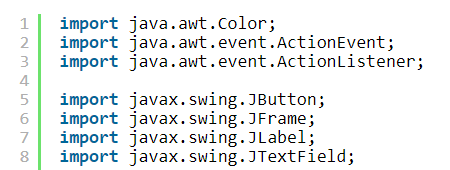 1 import java.awt.Color;
2 import java.awt.event.ActionEvent;
3 import java.awt.event.ActionListener;
4
5 import javax.swing.JButton;
6 import javax.swing.JFrame;
7 import javax.swing.JLabel;
8 import javax.swing.JTextField;